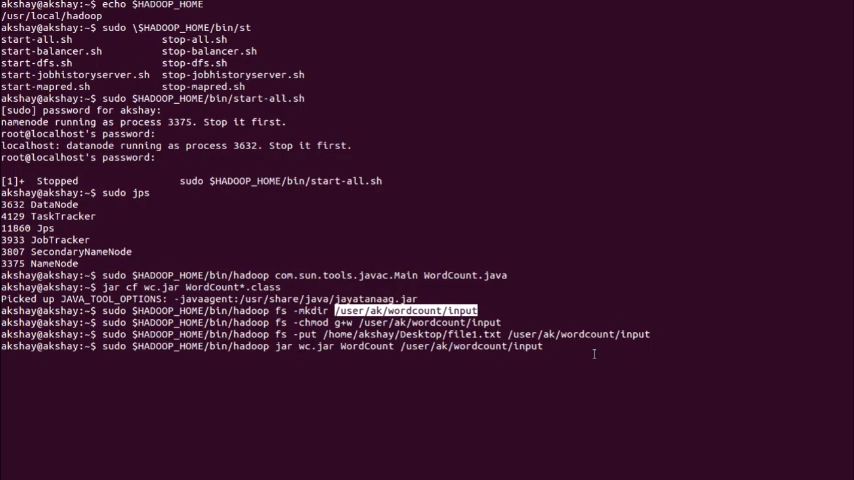 akshay@akshay:~$ echo $HADOOP_HOME
/usr/local/hadoop
akshay@akshay:~$ sudo \$HADOOP_HOME/bin/st
start-all.sh stop-all.sh
start-balancer.sh stop-balancer.sh
start-dfs.sh stop-dfs.sh
start-jobhistoryserver.sh stop-jobhistoryserver.sh
start-mapred.sh stop-mapred.sh
akshay@akshay:~$ sudo $HADOOP_HOME/bin/start-all.sh
[sudo] password for akshay:
namenode running as process 3375. Stop it first.
root@localhost's password:
localhost: datanode running as process 3632. Stop it first.
root@localhost's password:
[1]+ Stopped sudo $HADOOP_HOME/bin/start-all.sh
akshay@akshay:~$ sudo jps
3632 DataNode
4129 TaskTracker
11860 Jps
3933 JobTracker
3807 SecondaryNameNode
3375 NameNode
akshay@akshay:~$ sudo $HADOOP_HOME/bin/hadoop com.sun.tools.javac.Main WordCount.java
akshay@akshay:~$ jar cf wc.jar WordCount*.class
Picked up JAVA_TOOL_OPTIONS: -javaagent:/usr/share/java/jayatanaag.jar
akshay@akshay:~$ sudo $HADOOP_HOME/bin/hadoop fs -mkdir /user/ak/wordcount/input
akshay@akshay:~$ sudo $HADOOP_HOME/bin/hadoop fs -chmod g+w /user/ak/wordcount/input
akshay@akshay:~$ sudo $HADOOP_HOME/bin/hadoop fs -put /home/akshay/Desktop/file1.txt /user/ak/wordcount/input
akshay@akshay:~$ sudo $HADOOP_HOME/bin/hadoop jar wc.jar WordCount /user/ak/wordcount/input